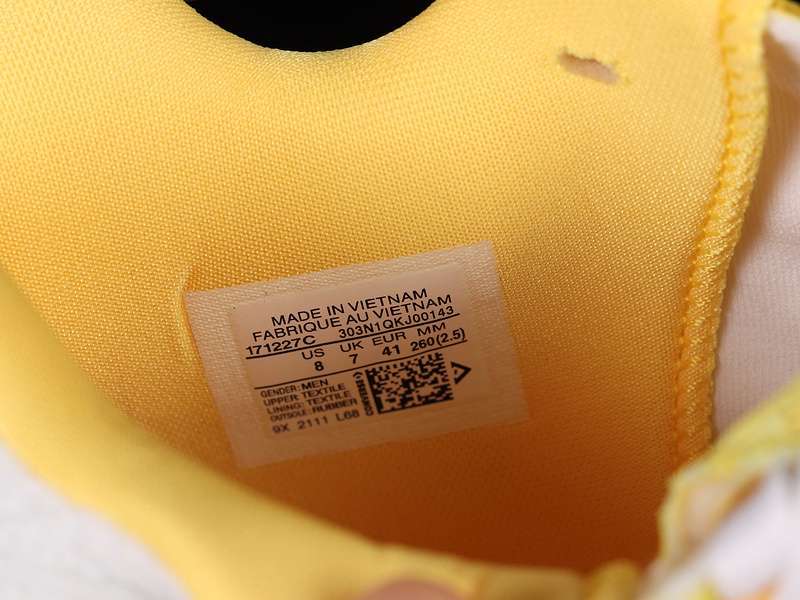 MADE IN VIETNAM
FABRIQUE AU VIETNAM
171227C 303N1QKJ00143
US UK EUR MM
8 7 41 260(2.5)
GENDER: MEN
UPPER: TEXTILE
LINING: TEXTILE
OUTSOLE: RUBBER
9X 2111 L68
CONVERSE